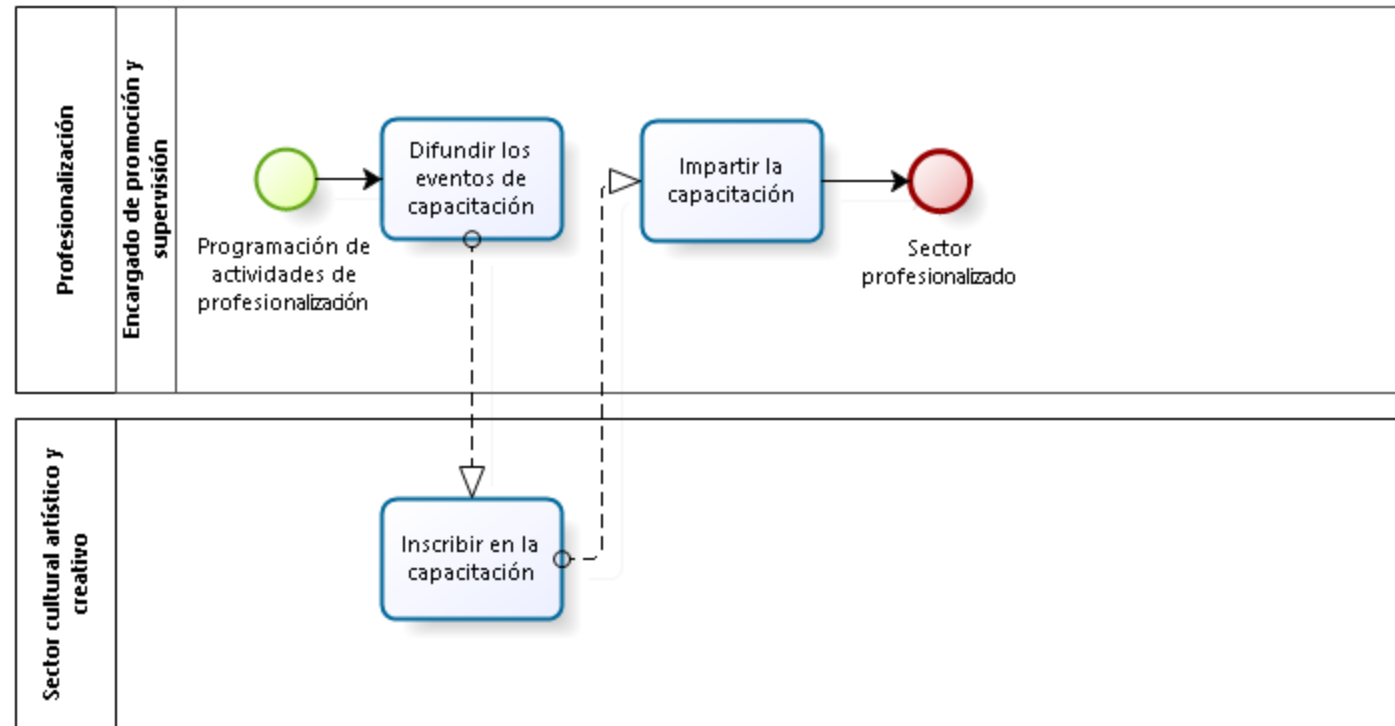 Profesionalización
Encargado de promoción y
supervisión
Programación de
actividades de
profesionalización
Difundir los
eventos de
capacitación
Impartir la
capacitación
Sector
profesionalizado
Sector cultural artístico y
creativo
Inscribir en la
capacitación